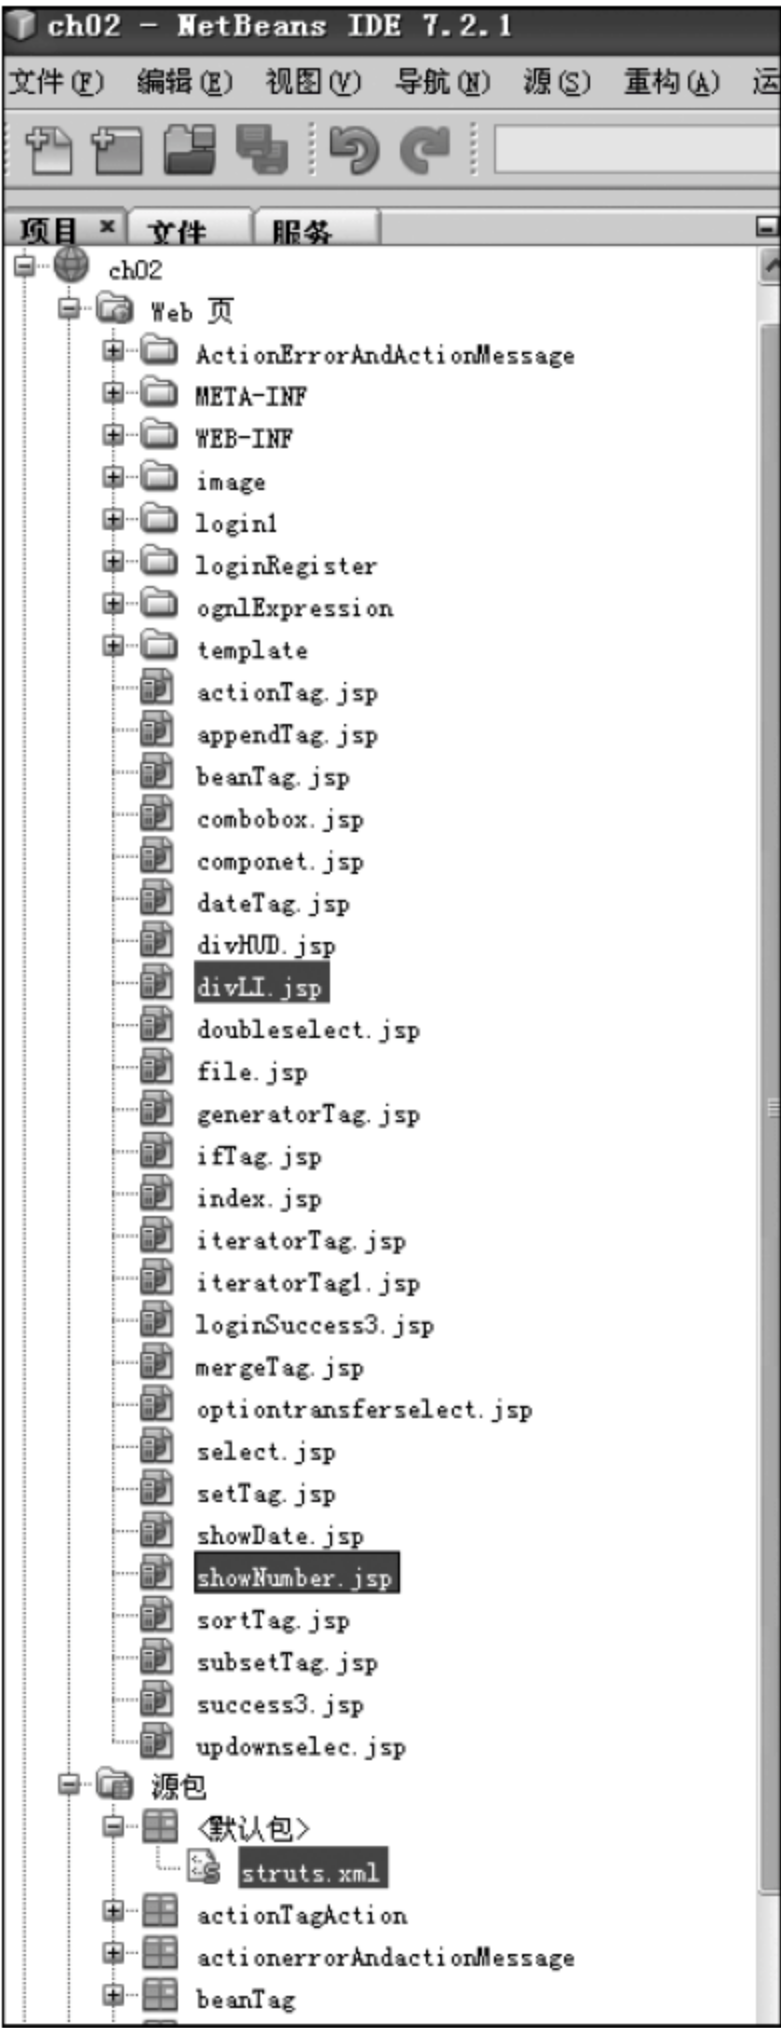 ch02 - NetBeans IDE 7.2.1
文件(F) 编辑(E) 视图(V) 导航(N) 源(S) 重构(A) 运
项目 × 文件 服务
ch02
Web 页
ActionErrorAndActionMessage
META-INF
WEB-INF
image
login1
loginRegister
ognlExpression
template
actionTag.jsp
appendTag.jsp
beanTag.jsp
combobox.jsp
componet.jsp
dateTag.jsp
divHUD.jsp
divLI.jsp
doubleselect.jsp
file.jsp
generatorTag.jsp
ifTag.jsp
index.jsp
iteratorTag.jsp
iteratorTag1.jsp
loginSuccess3.jsp
mergeTag.jsp
optiontransferselect.jsp
select.jsp
setTag.jsp
showDate.jsp
showNumber.jsp
sortTag.jsp
subsetTag.jsp
success3.jsp
updownselec.jsp
源包
<默认包>
struts.xml
actionTagAction
actionerrorAndactionMessage
beanTag